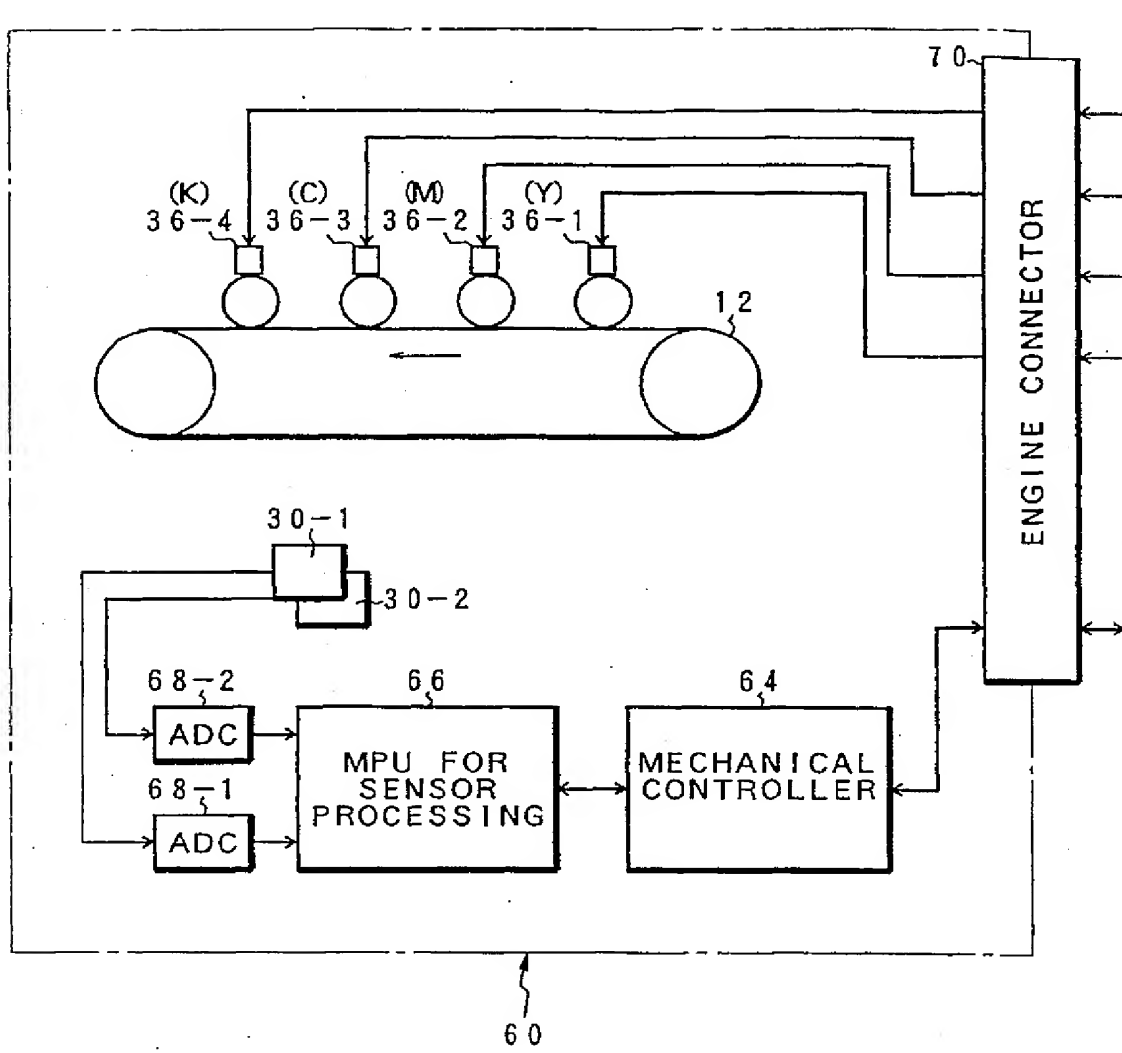 70
(K) (C) (M) (Y)
36-4 36-3 36-2 36-1
12
ENGINE CONNECTOR
30-1
30-2
68-2 66 64
ADC
MPU FOR
SENSOR
PROCESSING
MECHANICAL
CONTROLLER
68-1
ADC
60